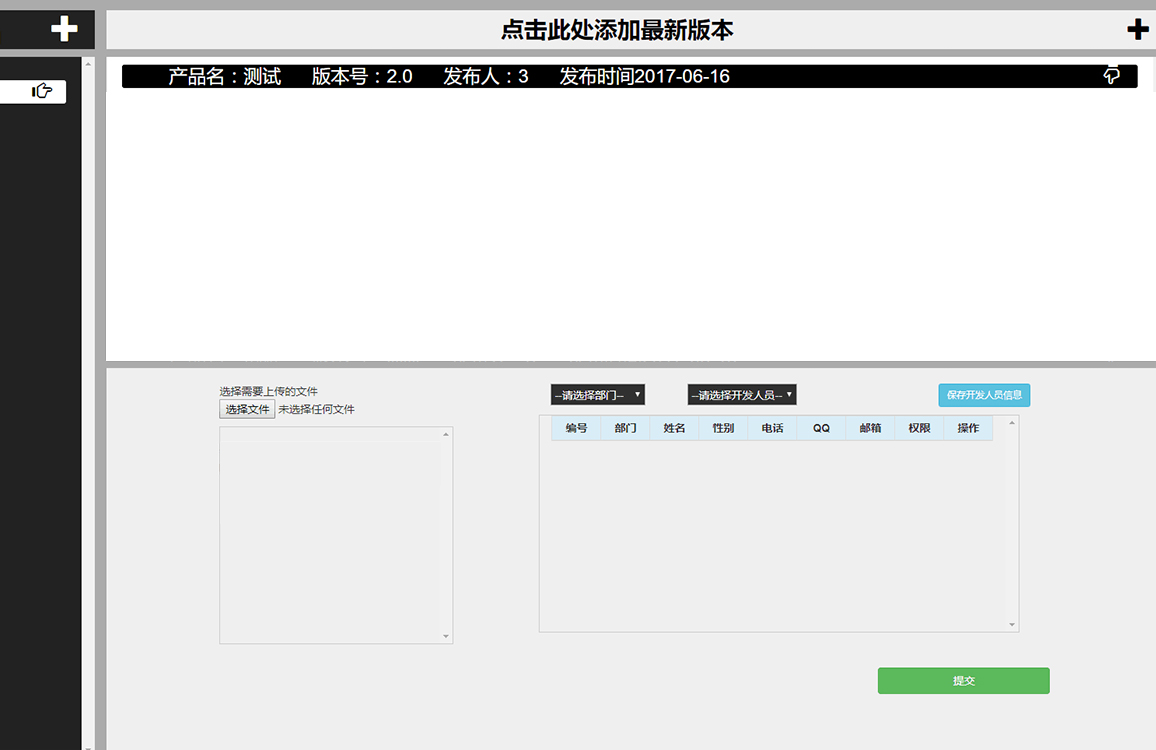 点击此处添加最新版本
产品名：测试 版本号：2.0 发布人：3 发布时间2017-06-16
选择需要上传的文件
选择文件 未选择任何文件
--请选择部门-- --请选择开发人员-- 保存开发人员信息
编号 部门 姓名 性别 电话 QQ 邮箱 权限 操作
提交